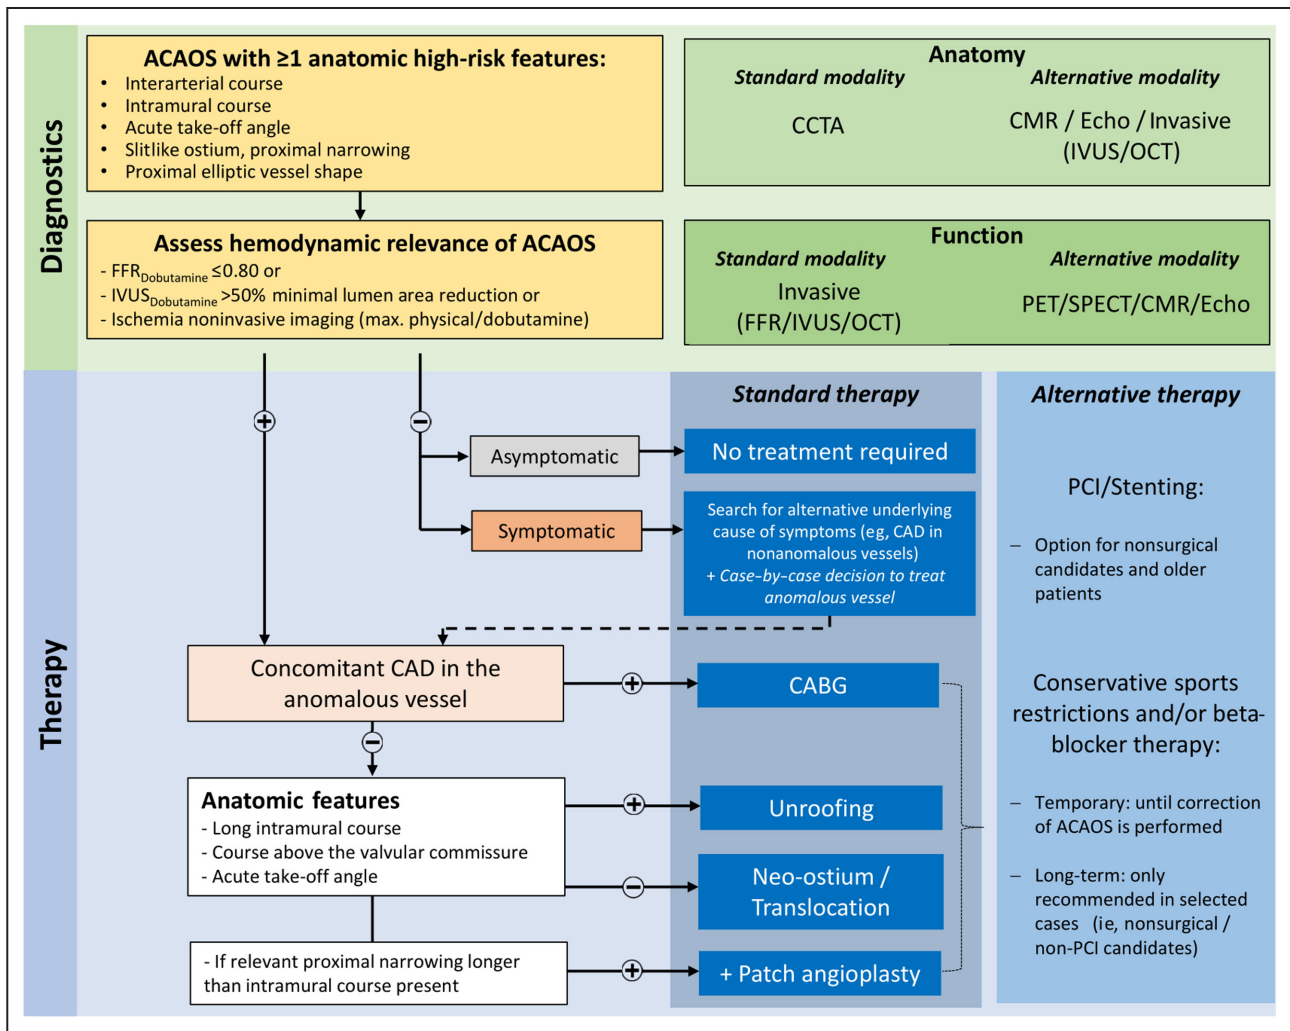 Diagnostics
ACAOS with ≥1 anatomic high-risk features:
• Interarterial course
• Intramural course
• Acute take-off angle
• Slitlike ostium, proximal narrowing
• Proximal elliptic vessel shape
Anatomy
Standard modality
CCTA
Alternative modality
CMR / Echo / Invasive
(IVUS/OCT)
Assess hemodynamic relevance of ACAOS
- FFRDobutamine ≤0.80 or
- IVUSDobutamine >50% minimal lumen area reduction or
- Ischemia noninvasive imaging (max. physical/dobutamine)
Function
Standard modality
Invasive
(FFR/IVUS/OCT)
Alternative modality
PET/SPECT/CMR/Echo
Therapy
+
−
Standard therapy
Asymptomatic
No treatment required
Symptomatic
Search for alternative underlying
cause of symptoms (eg, CAD in
nonanomalous vessels)
+ Case-by-case decision to treat
anomalous vessel
Concomitant CAD in the
anomalous vessel
+
CABG
−
Anatomic features
- Long intramural course
- Course above the valvular commissure
- Acute take-off angle
+
Unroofing
−
Neo-ostium /
Translocation
- If relevant proximal narrowing longer
than intramural course present
+
+ Patch angioplasty
Alternative therapy
PCI/Stenting:
– Option for nonsurgical
candidates and older
patients
Conservative sports
restrictions and/or beta-
blocker therapy:
– Temporary: until correction
of ACAOS is performed
– Long-term: only
recommended in selected
cases (ie, nonsurgical /
non-PCI candidates)